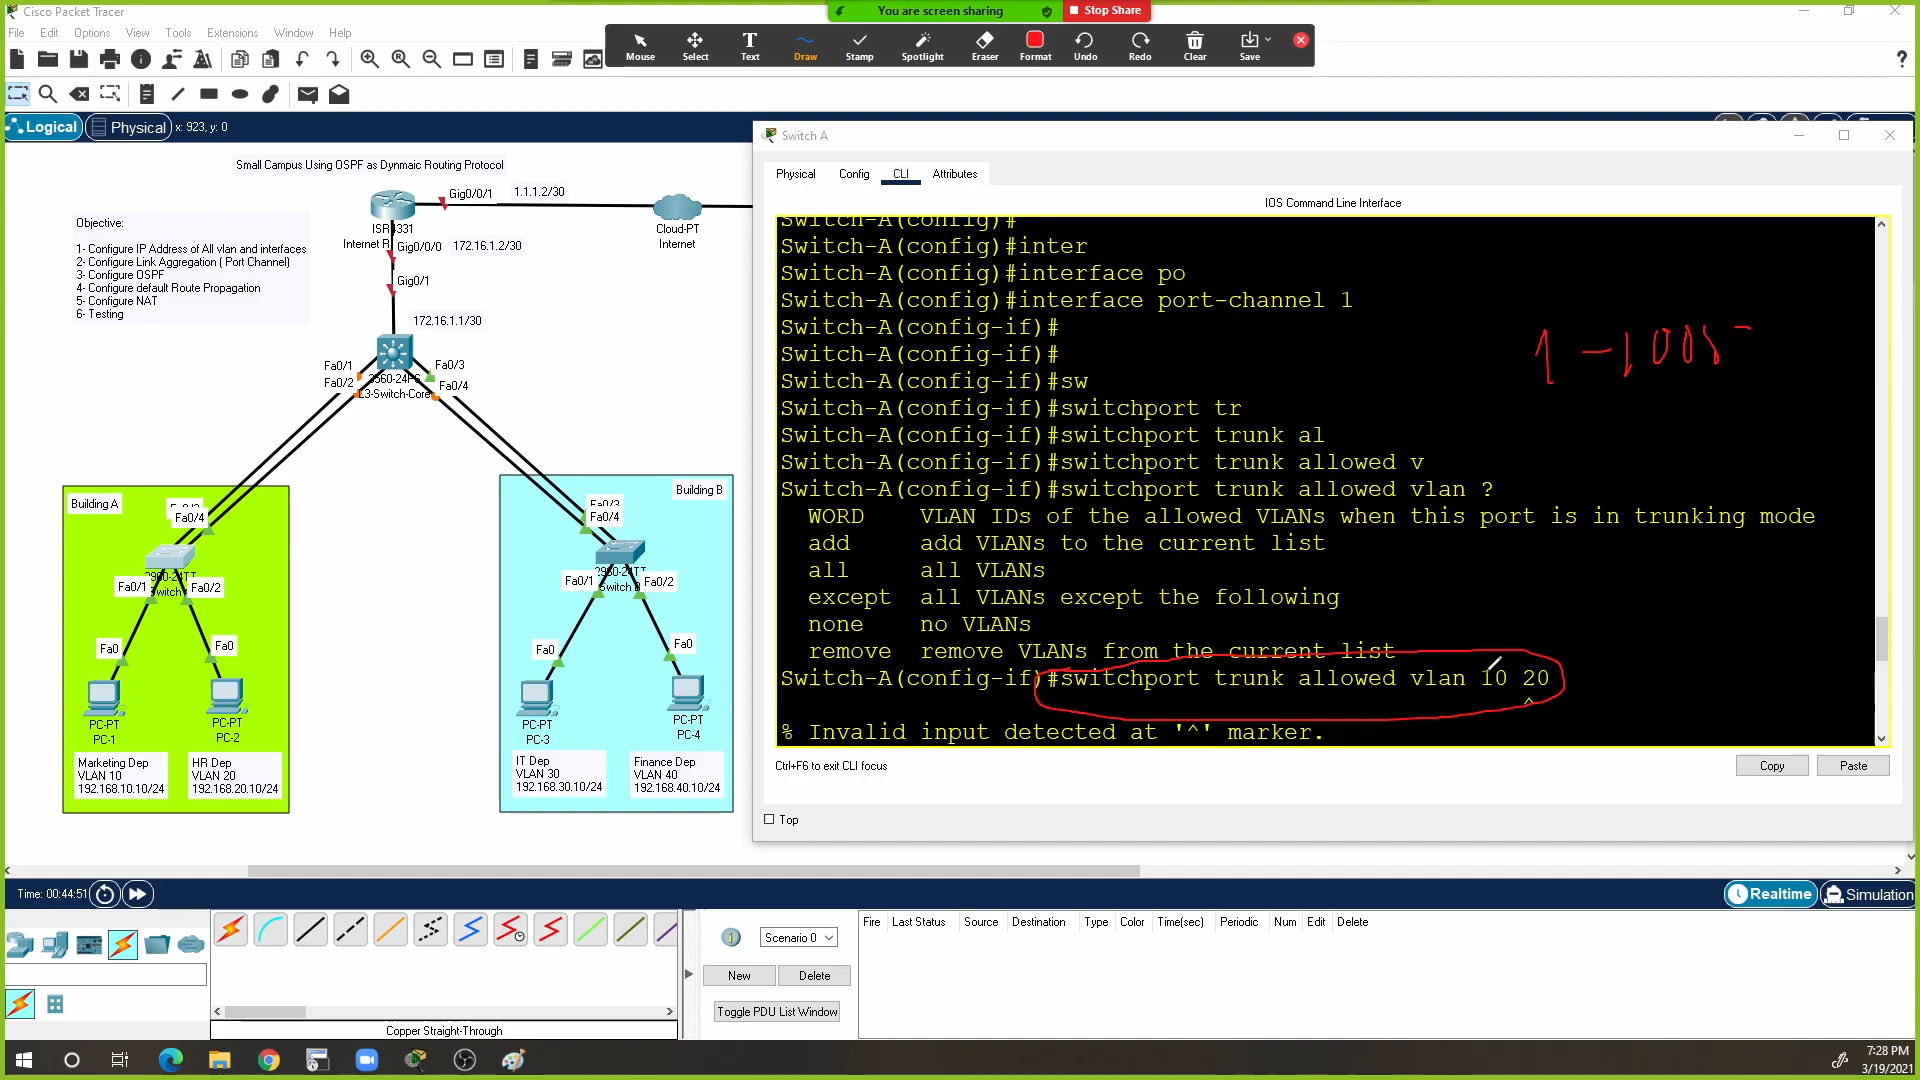 Cisco Packet Tracer
You are screen sharing
Stop Share
File Edit Options View Tools Extensions Window Help
Mouse Select Text Draw Stamp Spotlight Eraser Format Undo Redo Clear Save
Logical Physical x: 923, y: 0
Small Campus Using OSPF as Dynmaic Routing Protocol
Objective:
1- Configure IP Address of All vlan and interfaces
2- Configure Link Aggregation ( Port Channel)
3- Configure OSPF
4- Configure default Route Propagation
5- Configure NAT
6- Testing
Gig0/0/1
1.1.1.2/30
Internet R
Gig0/0/0
172.16.1.2/30
Cloud-PT
Internet
Gig0/1
172.16.1.1/30
Fa0/1
Fa0/2
Fa0/3
Fa0/4
3560-24PS
L3-Switch-Core
Building A
Fa0/4
Fa0/1
Fa0/2
Fa0
Fa0
PC-PT
PC-1
PC-PT
PC-2
Marketing Dep
VLAN 10
192.168.10.10/24
HR Dep
VLAN 20
192.168.20.10/24
Building B
Fa0/3
Fa0/4
Fa0/1
2960-24TT
Switch B
Fa0/2
Fa0
Fa0
PC-PT
PC-3
PC-PT
PC-4
IT Dep
VLAN 30
192.168.30.10/24
Finance Dep
VLAN 40
192.168.40.10/24
Switch A
Physical Config CLI Attributes
IOS Command Line Interface
Switch-A(config)#
Switch-A(config)#inter
Switch-A(config)#interface po
Switch-A(config)#interface port-channel 1
Switch-A(config-if)#
Switch-A(config-if)#
Switch-A(config-if)#sw
Switch-A(config-if)#switchport tr
Switch-A(config-if)#switchport trunk al
Switch-A(config-if)#switchport trunk allowed v
Switch-A(config-if)#switchport trunk allowed vlan ?
WORD VLAN IDs of the allowed VLANs when this port is in trunking mode
add add VLANs to the current list
all all VLANs
except all VLANs except the following
none no VLANs
remove remove VLANs from the current list
Switch-A(config-if)#switchport trunk allowed vlan 10 20
^
% Invalid input detected at '^' marker.
1 - 1005
Ctrl+F6 to exit CLI focus
Copy Paste
Top
Time: 00:44:51
Realtime Simulation
Scenario 0
New Delete
Toggle PDU List Window
Fire Last Status Source Destination Type Color Time(sec) Periodic Num Edit Delete
Copper Straight-Through
7:28 PM
3/19/2021